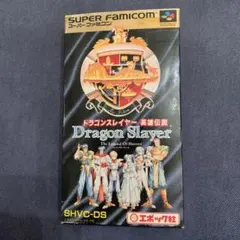 SUPER FAMICOM
スーパーファミコン
ドラゴンスレイヤー 英雄伝説
Dragon Slayer
The Legend Of Heroes
SHVC-DS
エポック社